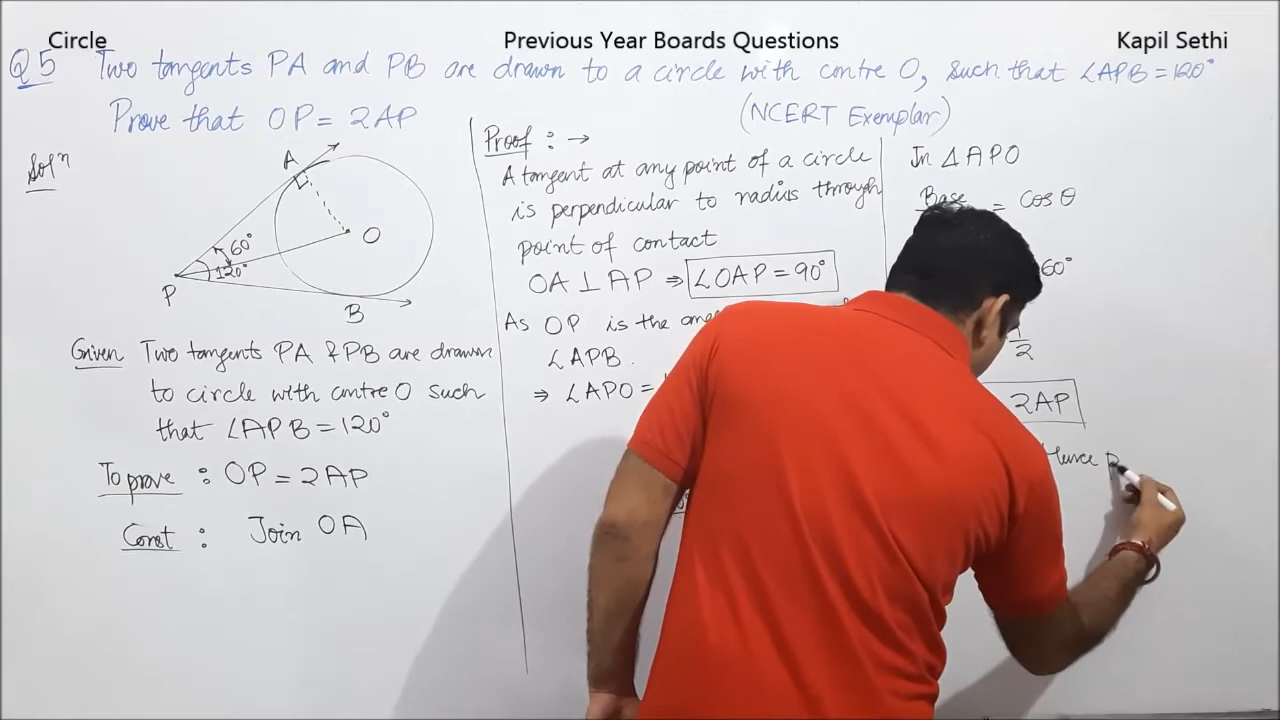 Circle
Previous Year Boards Questions
Kapil Sethi
Q5 Two tangents PA and PB are drawn to a circle with centre O, such that ∠APB = 120°
Prove that OP = 2AP
(NCERT Exemplar)
Solⁿ
A
60°
O
120°
P
B
Given Two tangents PA & PB are drawn
to circle with centre O such
that ∠APB = 120°
To prove : OP = 2AP
Const : Join OA
Proof : →
A tangent at any point of a circle
is perpendicular to radius through
point of contact
OA ⊥ AP ⇒ ∠OAP = 90°
As OP is the
∠APB.
⇒ ∠APO =
In △ APO
Base = Cos θ
60°
1/2
2AP
Hence